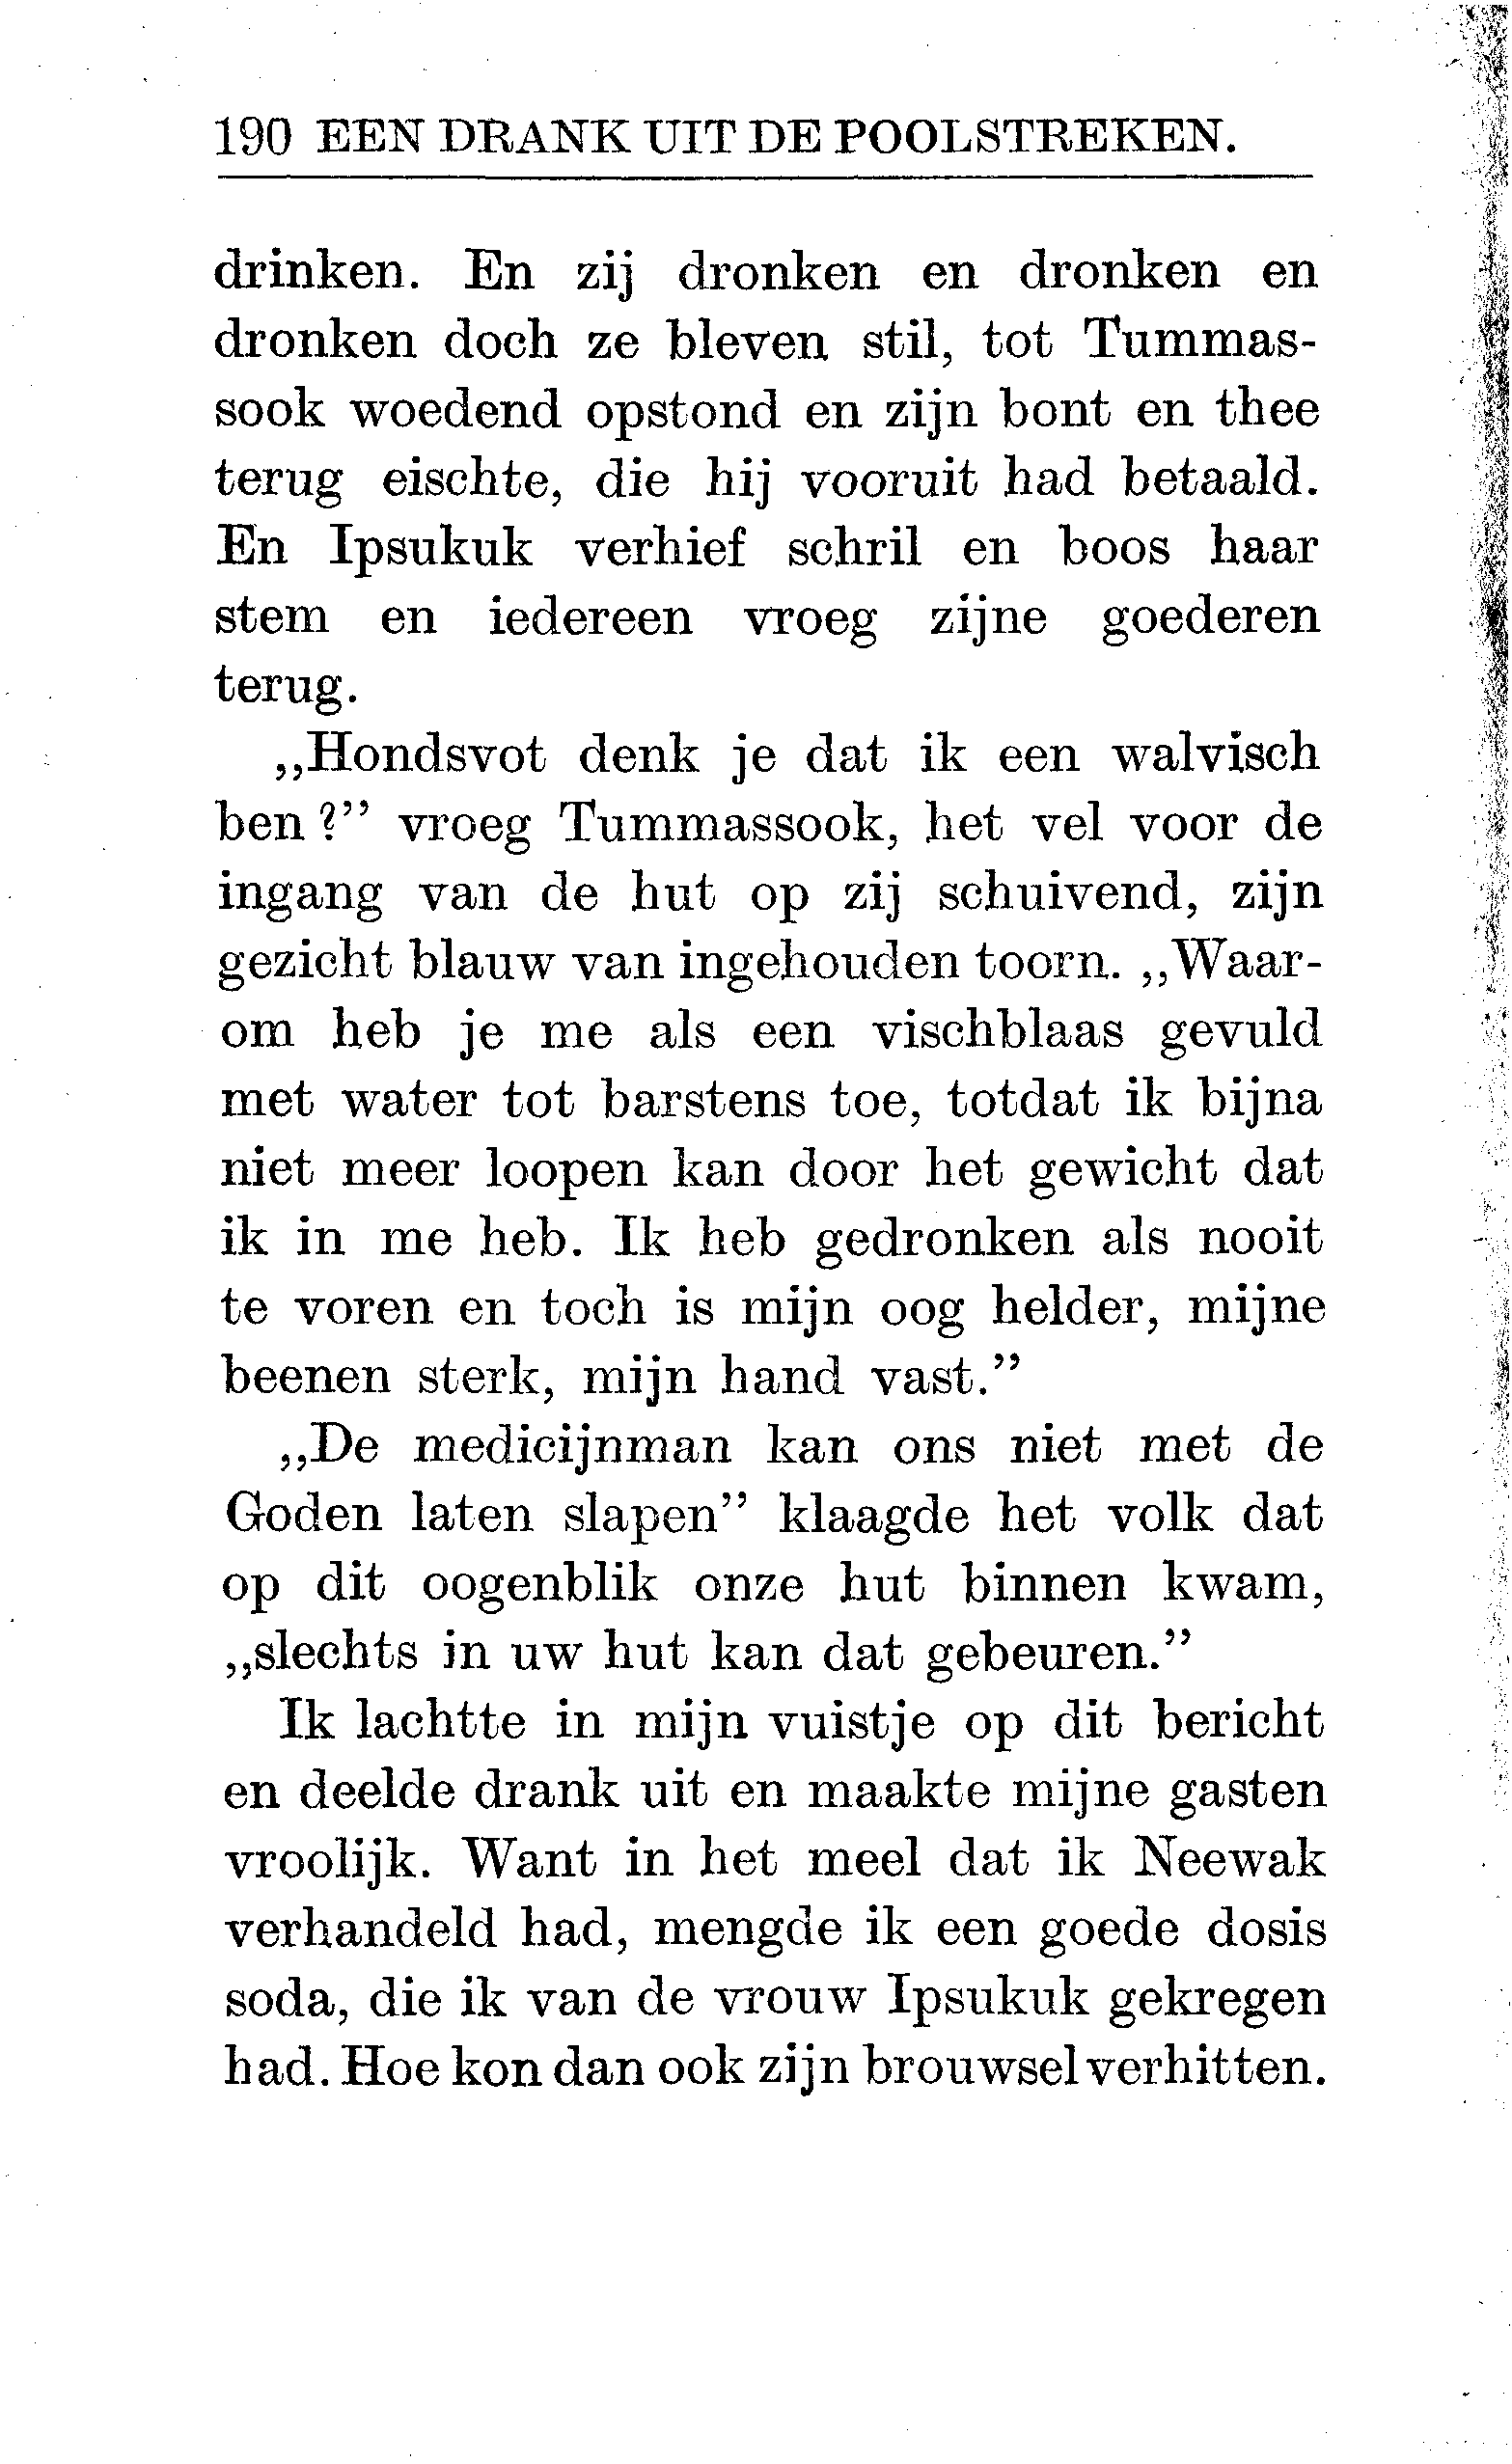 190 EEN DRANK UIT DE POOLSTREKEN.
drinken. En zij dronken en dronken en
dronken doch ze bleven stil, tot Tummas-
sook woedend opstond en zijn bont en thee
terug eischte, die hij vooruit had betaald.
En Ipsukuk verhief schril en boos haar
stem en iedereen vroeg zijne goederen
terug.
„Hondsvot denk je dat ik een walvisch
ben?” vroeg Tummassook, het vel voor de
ingang van de hut op zij schuivend, zijn
gezicht blauw van ingehouden toorn. „Waar-
om heb je me als een vischblaas gevuld
met water tot barstens toe, totdat ik bijna
niet meer loopen kan door het gewicht dat
ik in me heb. Ik heb gedronken als nooit
te voren en toch is mijn oog helder, mijne
beenen sterk, mijn hand vast.”
„De medicijnman kan ons niet met de
Goden laten slapen” klaagde het volk dat
op dit oogenblik onze hut binnen kwam,
„slechts in uw hut kan dat gebeuren.”
Ik lachtte in mijn vuistje op dit bericht
en deelde drank uit en maakte mijne gasten
vroolijk. Want in het meel dat ik Neewak
verhandeld had, mengde ik een goede dosis
soda, die ik van de vrouw Ipsukuk gekregen
had. Hoe kon dan ook zijn brouwsel verhitten.